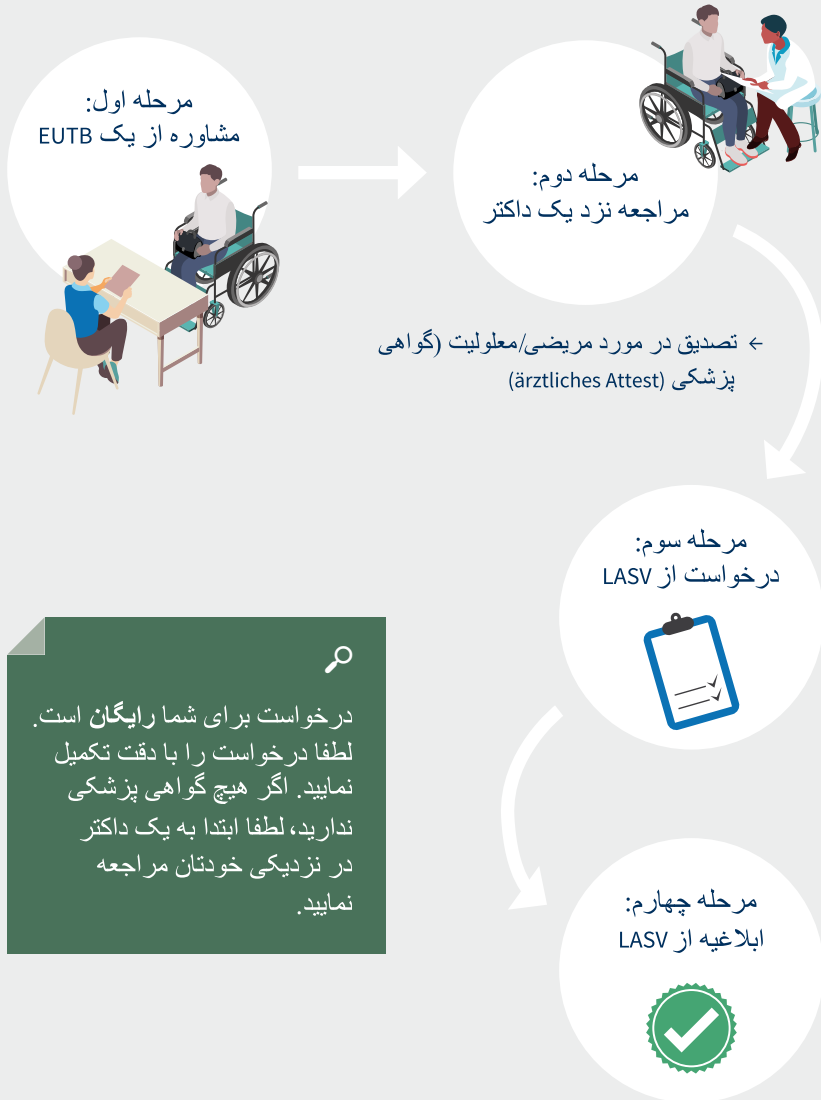 مرحله اول:
مشاوره از یک EUTB
مرحله دوم:
مراجعه نزد یک داکتر
← تصدیق در مورد مریضی/معلولیت (گواهی
پزشکی (ärztliches Attest)
مرحله سوم:
درخواست از LASV
درخواست برای شما رایگان است.
لطفا درخواست را با دقت تکمیل
نمایید. اگر هیچ گواهی پزشکی
ندارید، لطفا ابتدا به یک داکتر
در نزدیکی خودتان مراجعه
نمایید.
مرحله چهارم:
ابلاغیه از LASV